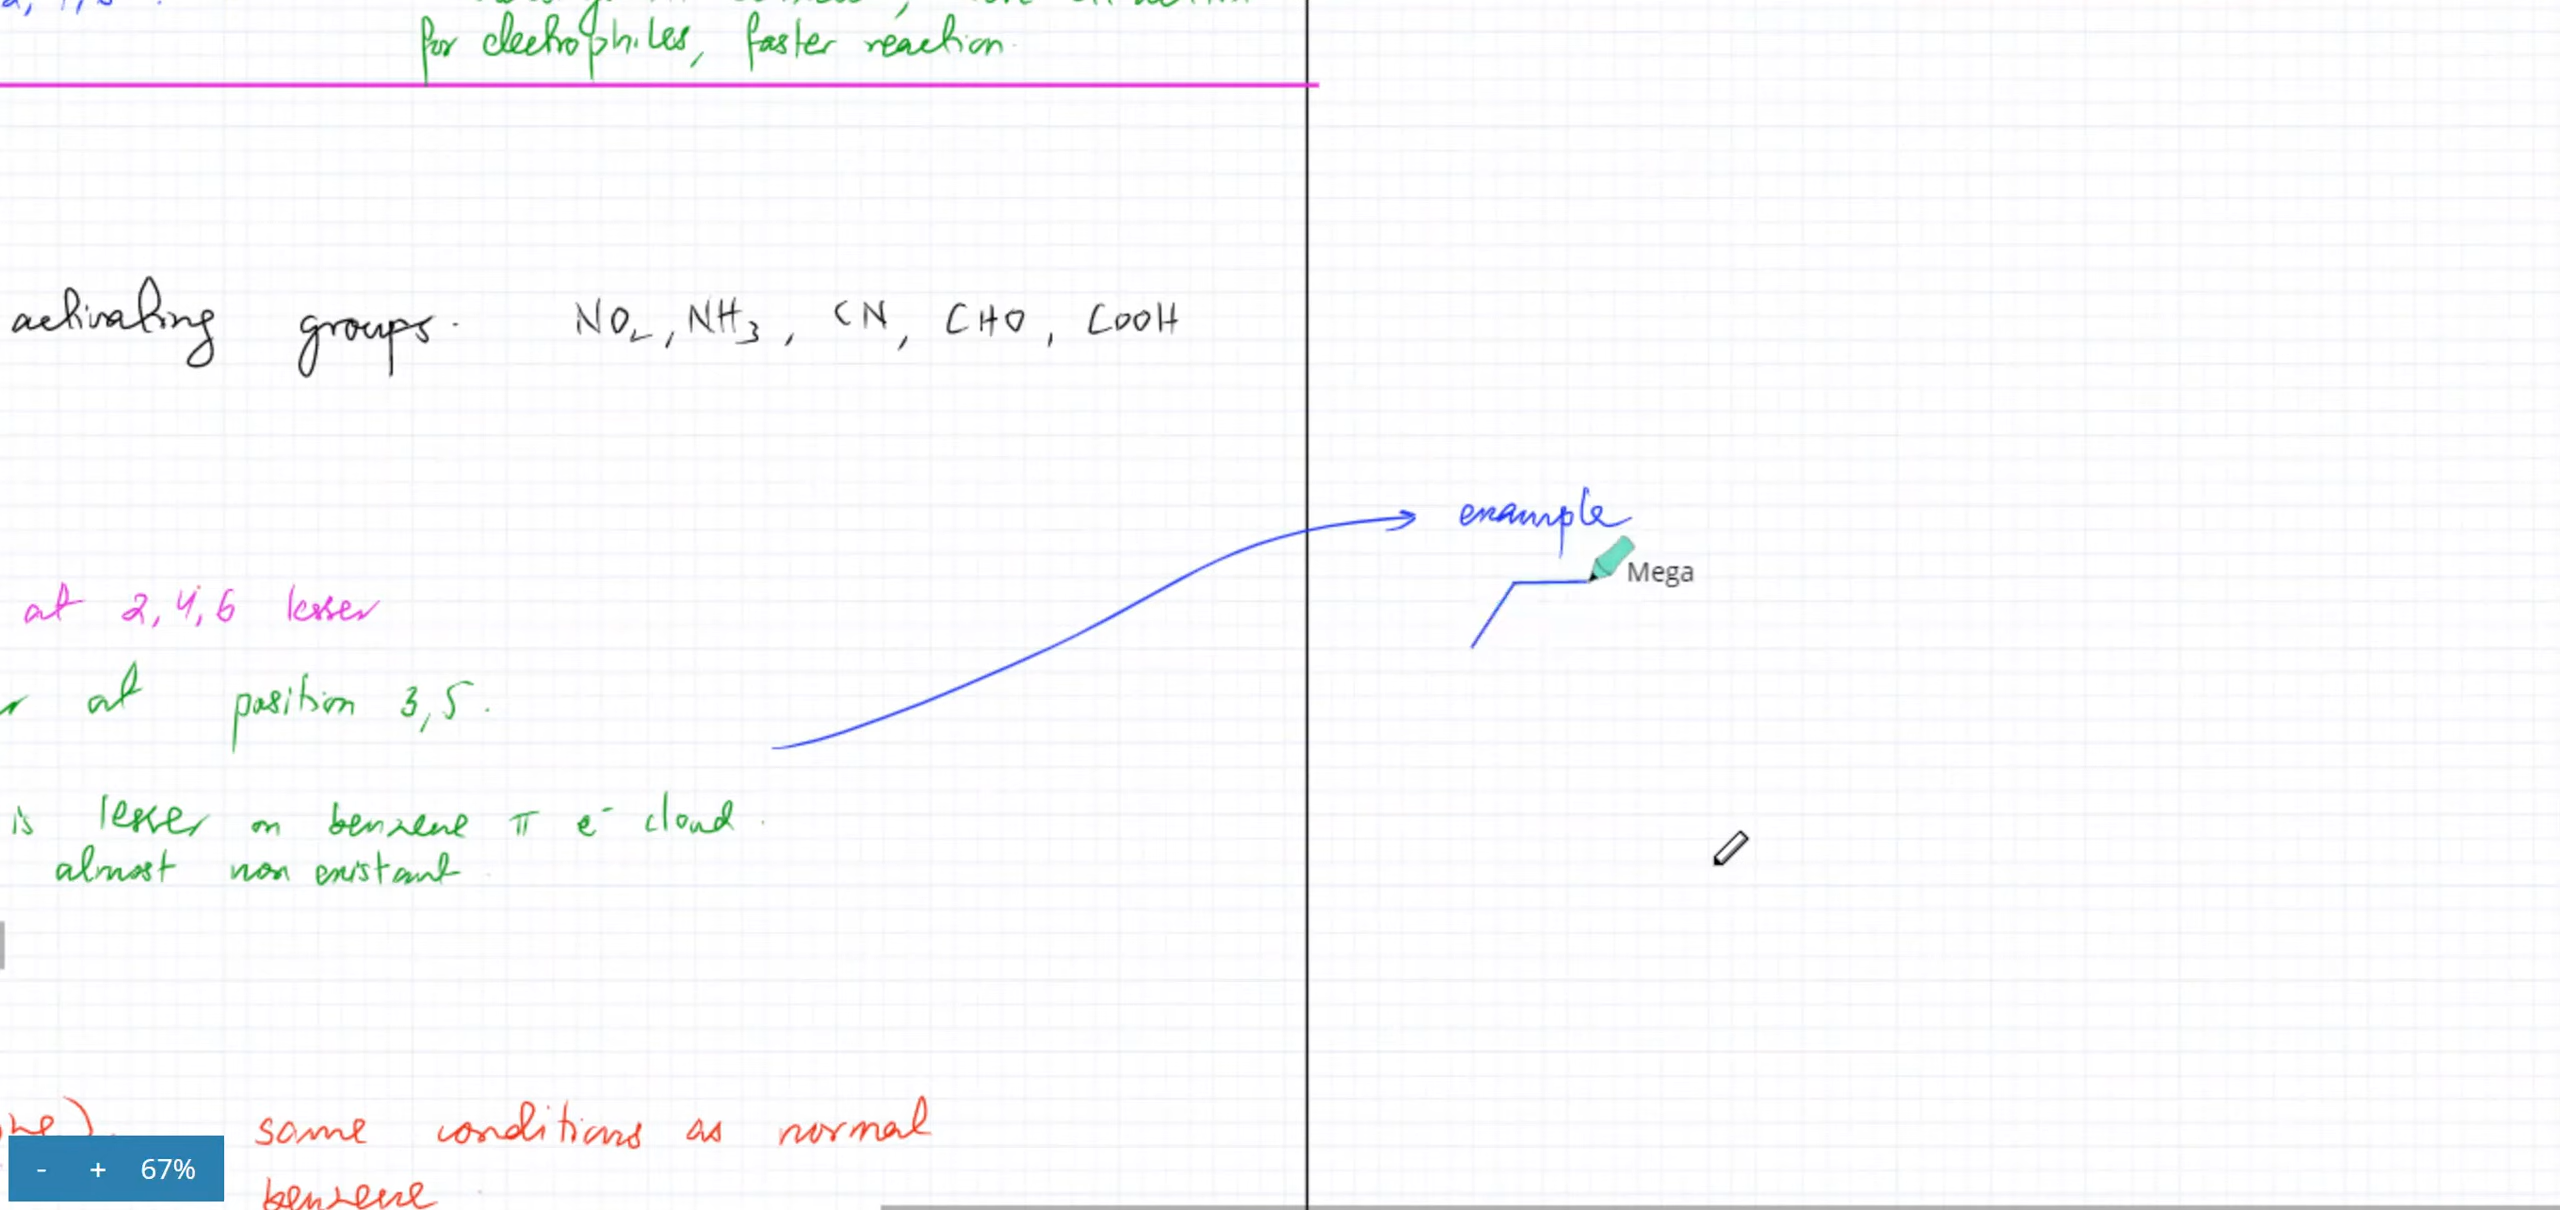 for electrophiles, faster reaction.
activating groups. NO2, NH3, CN, CHO, COOH
example
Mega
at 2,4,6 lesser
at position 3,5.
is lesser on benzene π e- cloud.
almost non existant
same conditions as normal
- + 67%
benzene